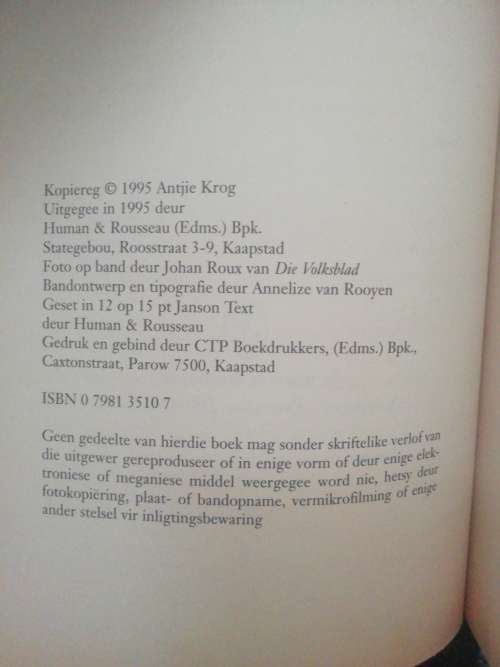 Kopiereg © 1995 Antjie Krog
Uitgegee in 1995 deur
Human & Rousseau (Edms.) Bpk.
Stategebou, Roosstraat 3-9, Kaapstad
Foto op band deur Johan Roux van Die Volksblad
Bandontwerp en tipografie deur Annelize van Rooyen
Geset in 12 op 15 pt Janson Text
deur Human & Rousseau
Gedruk en gebind deur CTP Boekdrukkers, (Edms.) Bpk.,
Caxtonstraat, Parow 7500, Kaapstad
ISBN 0 7981 3510 7
Geen gedeelte van hierdie boek mag sonder skriftelike verlof van
die uitgewer gereproduseer of in enige vorm of deur enige elek-
troniese of meganiese middel weergegee word nie, hetsy deur
fotokopiëring, plaat- of bandopname, vermikrofilming of enige
ander stelsel vir inligtingsbewaring